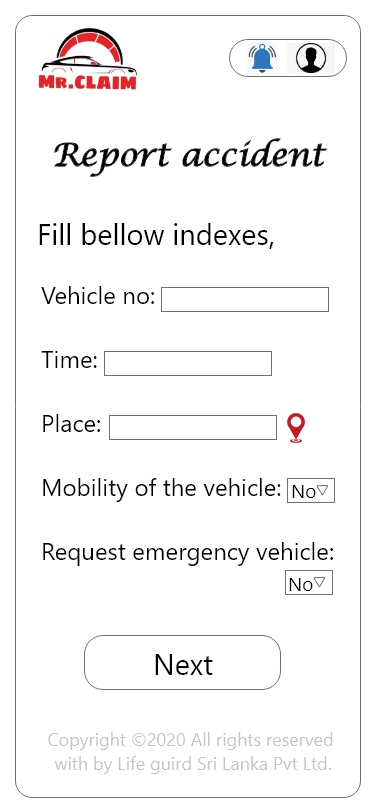 MR.CLAIM
Report accident
Fill bellow indexes,
Vehicle no:
Time:
Place:
Mobility of the vehicle: No
Request emergency vehicle:
No
Next
Copyright ©2020 All rights reserved
with by Life guird Sri Lanka Pvt Ltd.